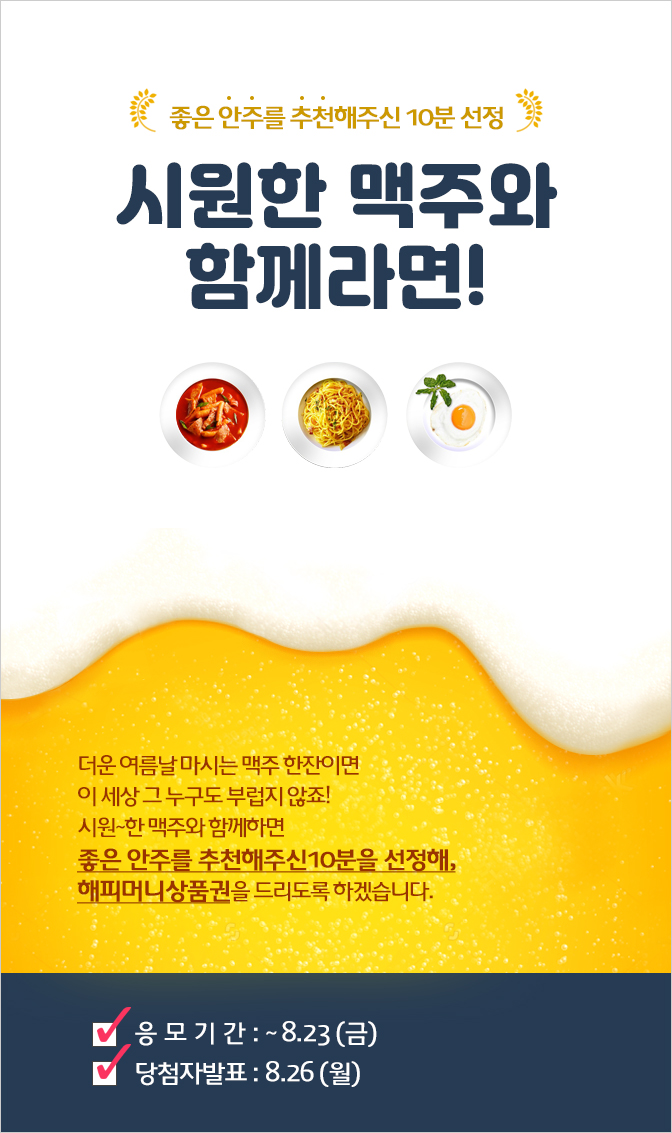 좋은 안주를 추천해주신 10분 선정
시원한 맥주와
함께라면!
더운 여름날 마시는 맥주 한잔이면
이 세상 그 누구도 부럽지 않죠!
시원~한 맥주와 함께하면
좋은 안주를 추천해주신10분을 선정해,
해피머니상품권을 드리도록 하겠습니다.
응 모 기 간 : ~ 8.23 (금)
당첨자발표 : 8.26 (월)